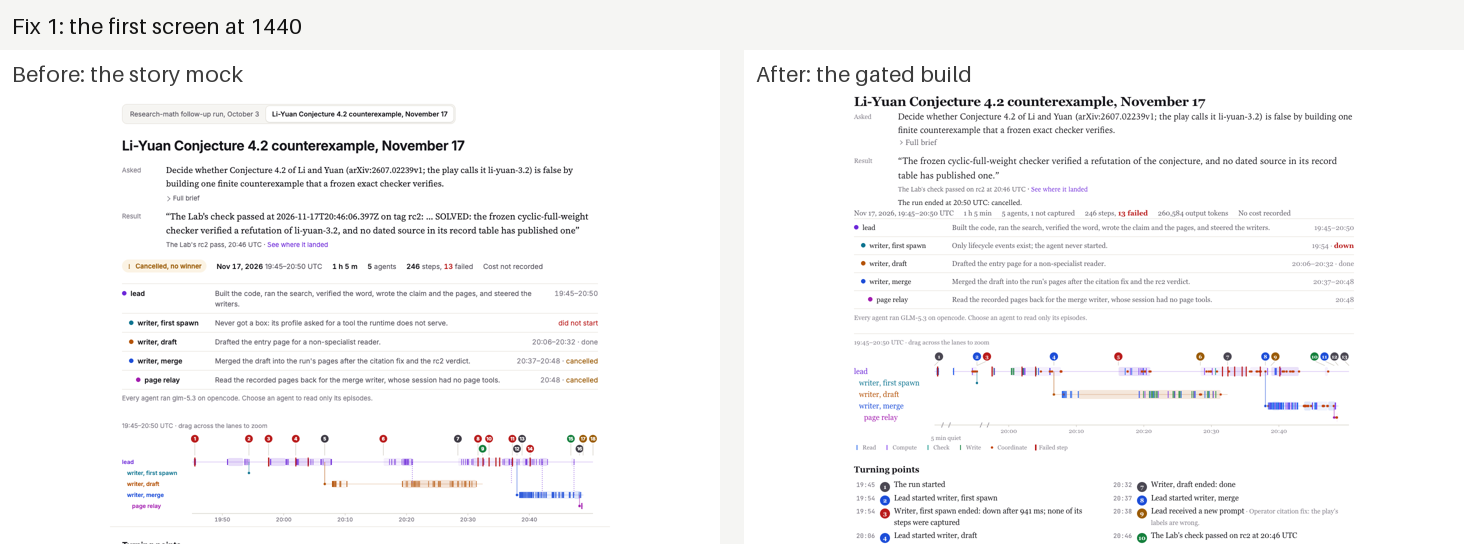 Fix 1: the first screen at 1440
Before: the story mock
Research-math follow-up run, October 3
Li-Yuan Conjecture 4.2 counterexample, November 17
Li-Yuan Conjecture 4.2 counterexample, November 17
Asked
Decide whether Conjecture 4.2 of Li and Yuan (arXiv:2607.02239v1; the play calls it li-yuan-3.2) is false by
building one finite counterexample that a frozen exact checker verifies.
> Full brief
Result
“The Lab's check passed at 2026-11-17T20:46:06.397Z on tag rc2: ... SOLVED: the frozen cyclic-full-weight
checker verified a refutation of li-yuan-3.2, and no dated source in its record table has published one”
The Lab's rc2 pass, 20:46 UTC · See where it landed
Cancelled, no winner
Nov 17, 2026 19:45–20:50 UTC 1 h 5 m 5 agents 246 steps, 13 failed Cost not recorded
lead Built the code, ran the search, verified the word, wrote the claim and the pages, and steered the 19:45–20:50
writers.
writer, first spawn Never got a box: its profile asked for a tool the runtime does not serve. did not start
writer, draft Drafted the entry page for a non-specialist reader. 20:06–20:32 · done
writer, merge Merged the draft into the run's pages after the citation fix and the rc2 verdict. 20:37–20:48 · cancelled
page relay Read the recorded pages back for the merge writer, whose session had no page tools. 20:48 · cancelled
Every agent ran glm-5.3 on opencode. Choose an agent to read only its episodes.
19:45–20:50 UTC · drag across the lanes to zoom
lead
writer, first spawn
writer, draft
writer, merge
page relay
19:50 20:00 20:10 20:20 20:30 20:40
Turning points
After: the gated build
Li-Yuan Conjecture 4.2 counterexample, November 17
Asked
Decide whether Conjecture 4.2 of Li and Yuan (arXiv:2607.02239v1; the play calls it li-yuan-3.2) is false by building one
finite counterexample that a frozen exact checker verifies.
> Full brief
Result
“The frozen cyclic-full-weight checker verified a refutation of the conjecture, and no dated source in its record
table has published one.”
The Lab's check passed on rc2 at 20:46 UTC · See where it landed
The run ended at 20:50 UTC: cancelled.
Nov 17, 2026, 19:45–20:50 UTC 1 h 5 min 5 agents, 1 not captured 246 steps, 13 failed 260,584 output tokens No cost recorded
lead Built the code, ran the search, verified the word, wrote the claim and the pages, and steered the writers. 19:45–20:50
writer, first spawn Only lifecycle events exist; the agent never started. 19:54 · down
writer, draft Drafted the entry page for a non-specialist reader. 20:06–20:32 · done
writer, merge Merged the draft into the run's pages after the citation fix and the rc2 verdict. 20:37–20:48
page relay Read the recorded pages back for the merge writer, whose session had no page tools. 20:48
Every agent ran GLM-5.3 on opencode. Choose an agent to read only its episodes.
19:45–20:50 UTC · drag across the lanes to zoom
1 2 3 4 5 6 7 8 9 10 11 12 13
lead
writer, first spawn
writer, draft
writer, merge
page relay
20:00 20:10 20:20 20:30 20:40
5 min quiet
Read Compute Check Write Coordinate Failed step
Turning points
19:45 1 The run started
19:54 2 Lead started writer, first spawn
19:54 3 Writer, first spawn ended: down after 941 ms; none of its
steps were captured
20:06 4 Lead started writer, draft
20:32 7 Writer, draft ended: done
20:37 8 Lead started writer, merge
20:38 9 Lead received a new prompt · Operator citation fix: the play's
labels are wrong.
20:46 10 The Lab's check passed on rc2 at 20:46 UTC